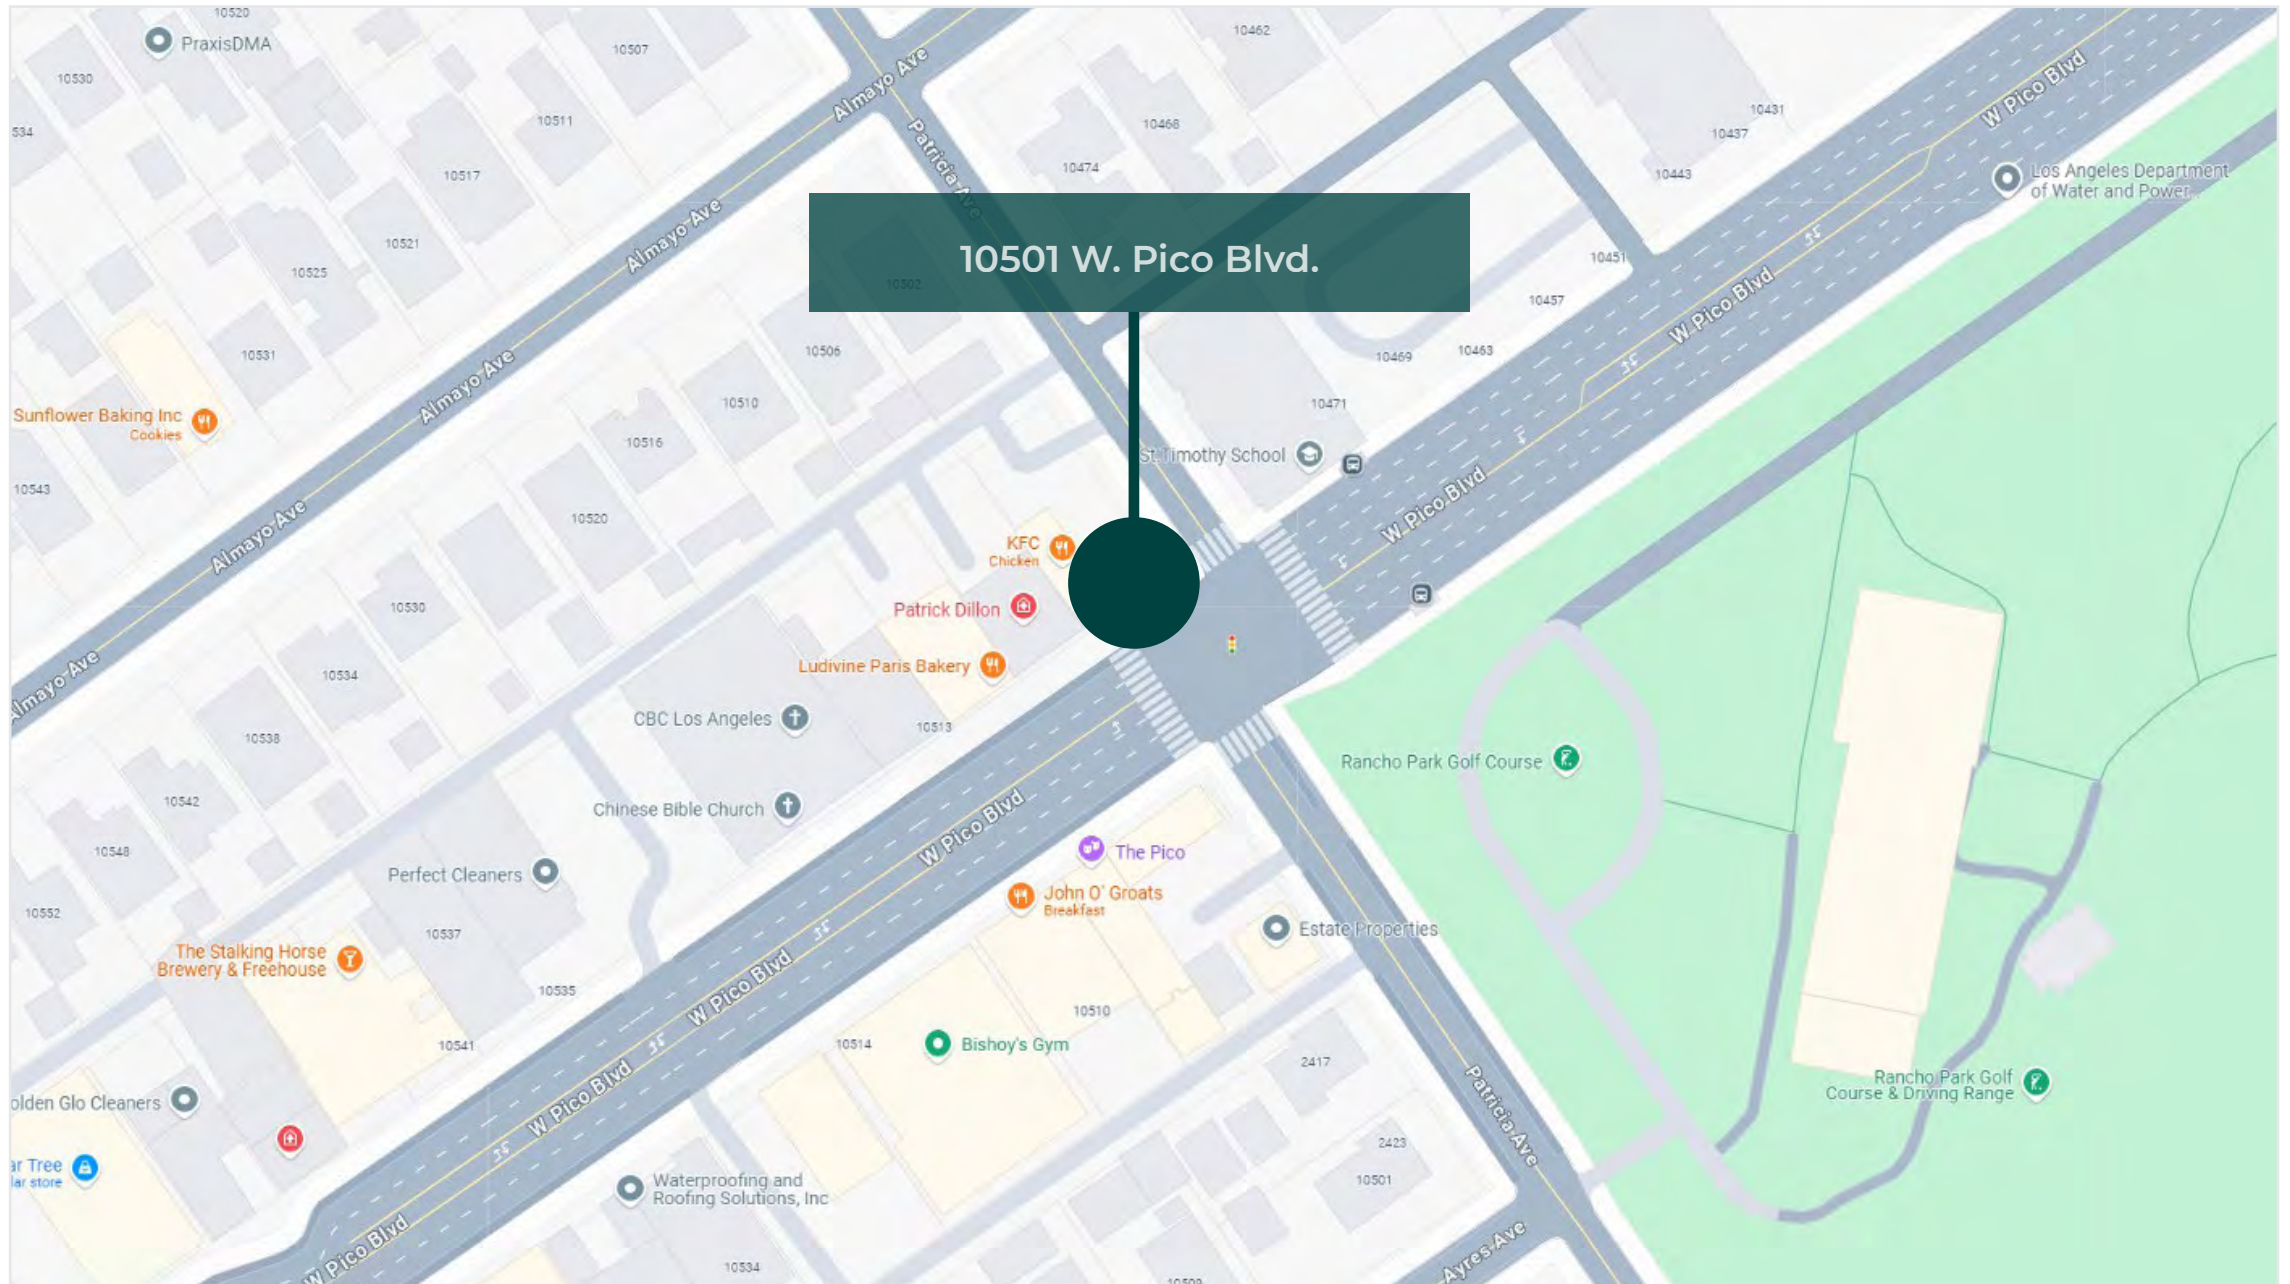 10520
PraxisDMA
10530
10507
10462
Almayo Ave
W Pico Blvd
534
10511
10468
10431
10437
Patricia Ave
10517
10474
10443
Los Angeles Department
of Water and Power...
10521
Almayo Ave
10525
10502
10501 W. Pico Blvd.
10451
10457
W Pico Blvd
10531
Almayo Ave
10506
10469
10463
10510
10471
Sunflower Baking Inc
Cookies
10516
St. Timothy School
10543
Almayo Ave
10520
W Pico Blvd
KFC
Chicken
10530
Patrick Dillon
Almayo Ave
10534
Ludivine Paris Bakery
CBC Los Angeles
10513
10538
Rancho Park Golf Course
10542
Chinese Bible Church
W Pico Blvd
10548
The Pico
Perfect Cleaners
John O' Groats
Breakfast
10552
10537
Estate Properties
The Stalking Horse
Brewery & Freehouse
10535
W Pico Blvd
10510
10541
10514
Bishoy's Gym
2417
Rancho Park Golf
Course & Driving Range
olden Glo Cleaners
W Pico Blvd
Patricia Ave
2423
ar Tree
lar store
10501
Waterproofing and
Roofing Solutions, Inc
W Pico Blvd
Ayres Ave
10534
10509